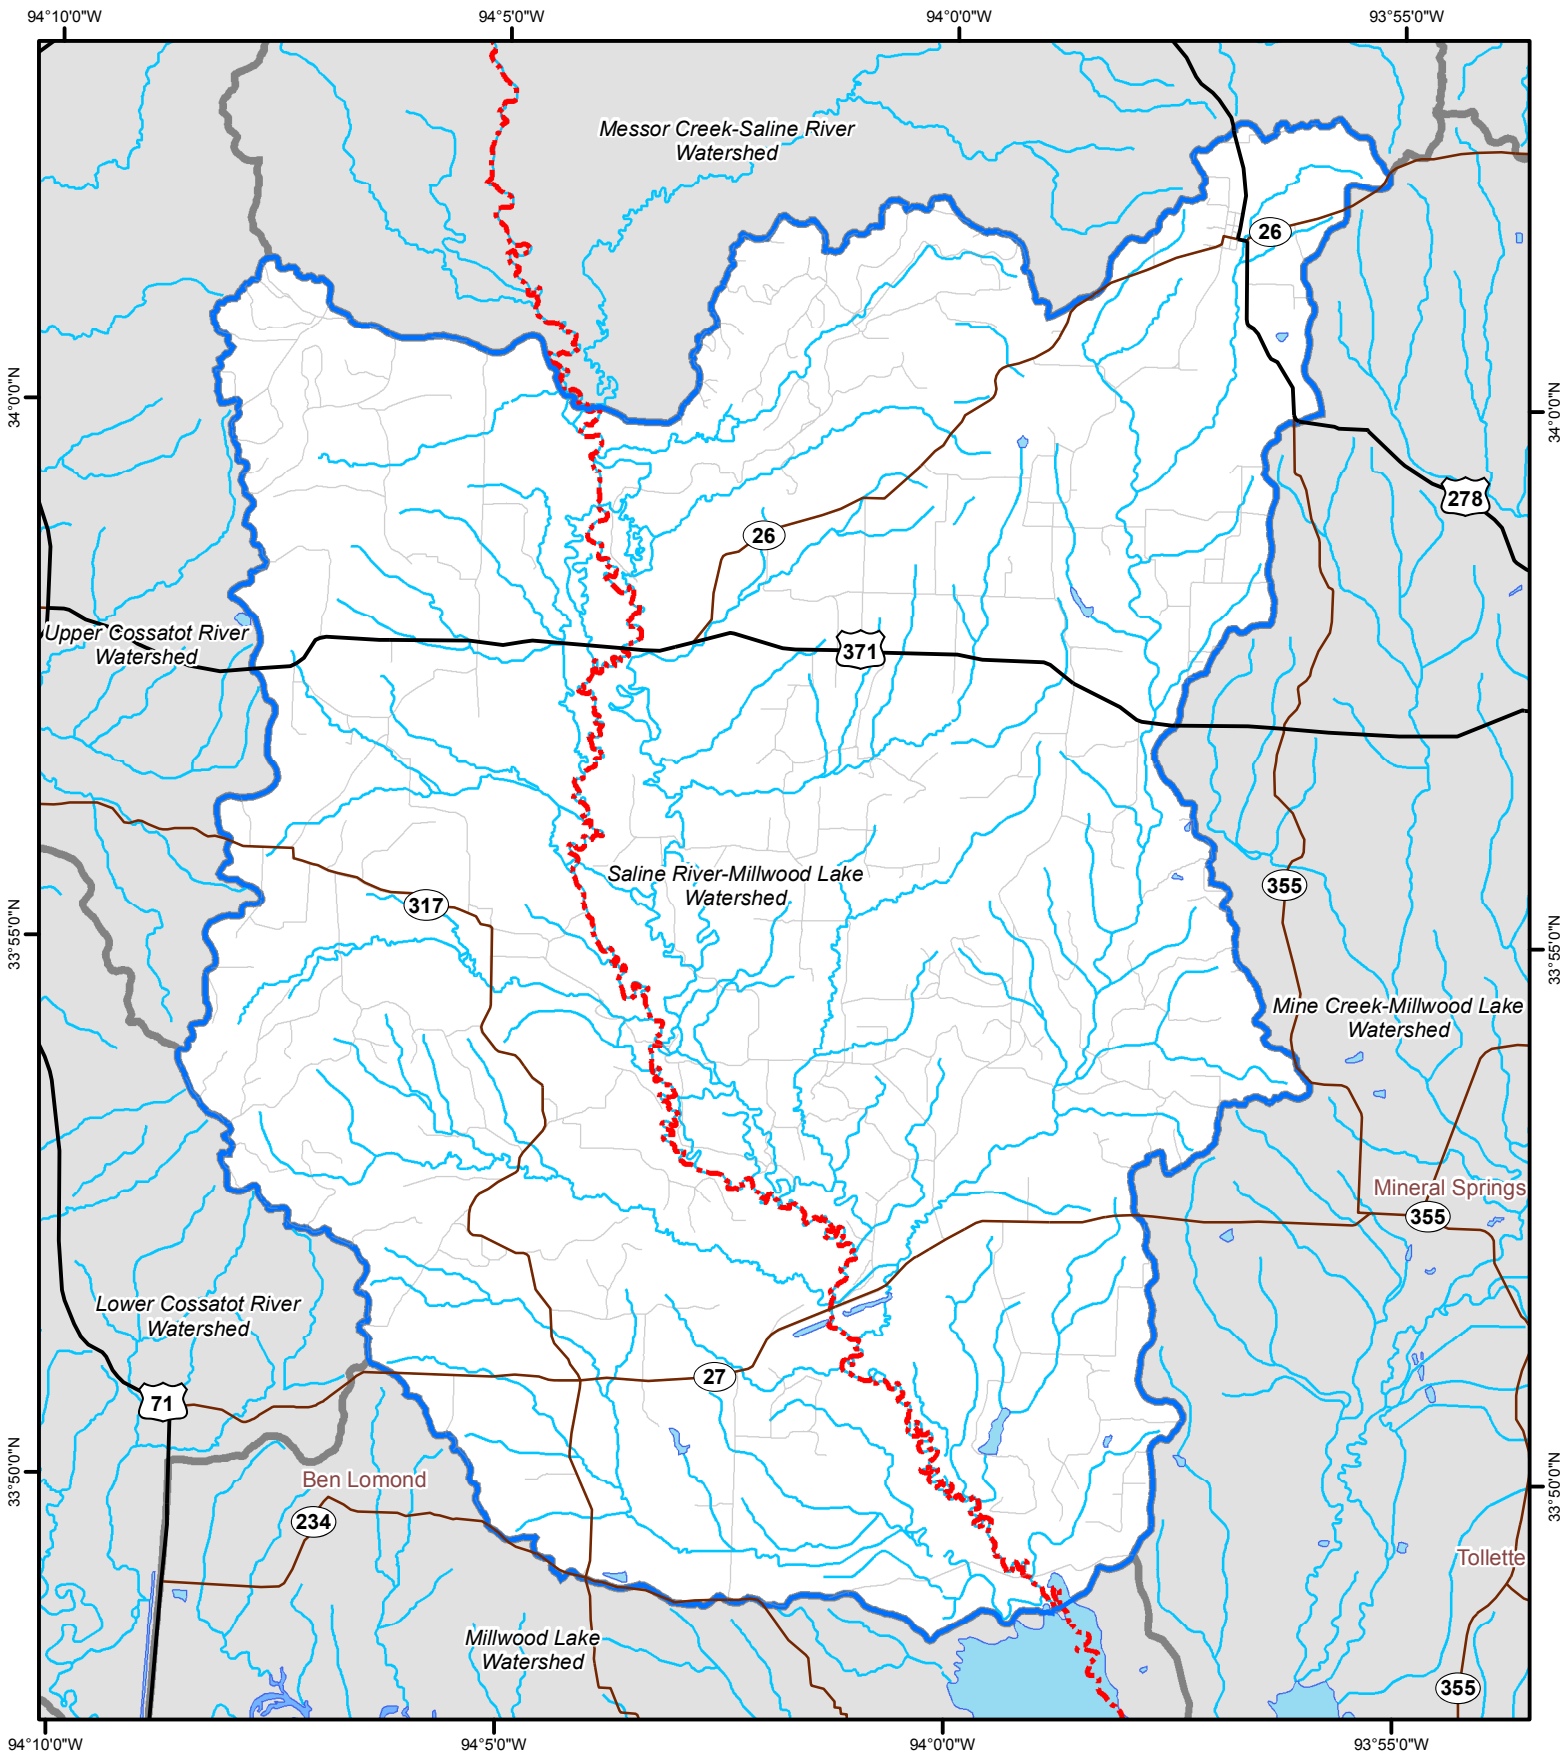 94°10'0"W
94°5'0"W
94°0'0"W
93°55'0"W
Messor Creek-Saline River
Watershed
26
34°0'0"N
34°0'0"N
278
26
Upper Cossatot River
Watershed
371
Saline River-Millwood Lake
Watershed
355
317
33°55'0"N
33°55'0"N
Mine Creek-Millwood Lake
Watershed
Mineral Springs
355
Lower Cossatot River
Watershed
27
71
33°50'0"N
33°50'0"N
Ben Lomond
234
Tollette
Millwood Lake
Watershed
355
94°10'0"W
94°5'0"W
94°0'0"W
93°55'0"W